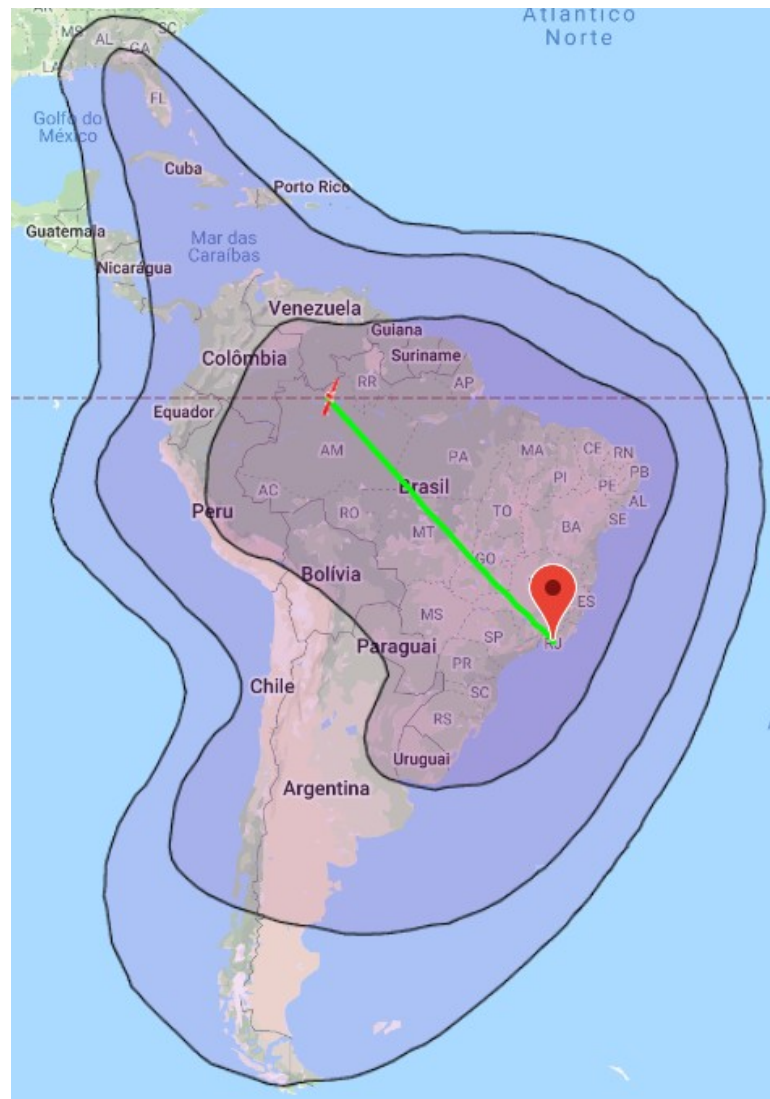 Atlântico
Norte
MS
AL
SC
GA
LA
FL
Golfo do
México
Cuba
Porto Rico
Guatemala
Mar das
Caraíbas
Nicarágua
Venezuela
Guiana
Colômbia
Suriname
RR
AP
Equador
AM
PA
MA
CE
RN
PI
PB
PE
AC
Brasil
AL
RO
TO
SE
Peru
BA
MT
GO
Bolívia
ES
MS
SP
Paraguai
RJ
PR
Chile
SC
RS
Uruguai
Argentina